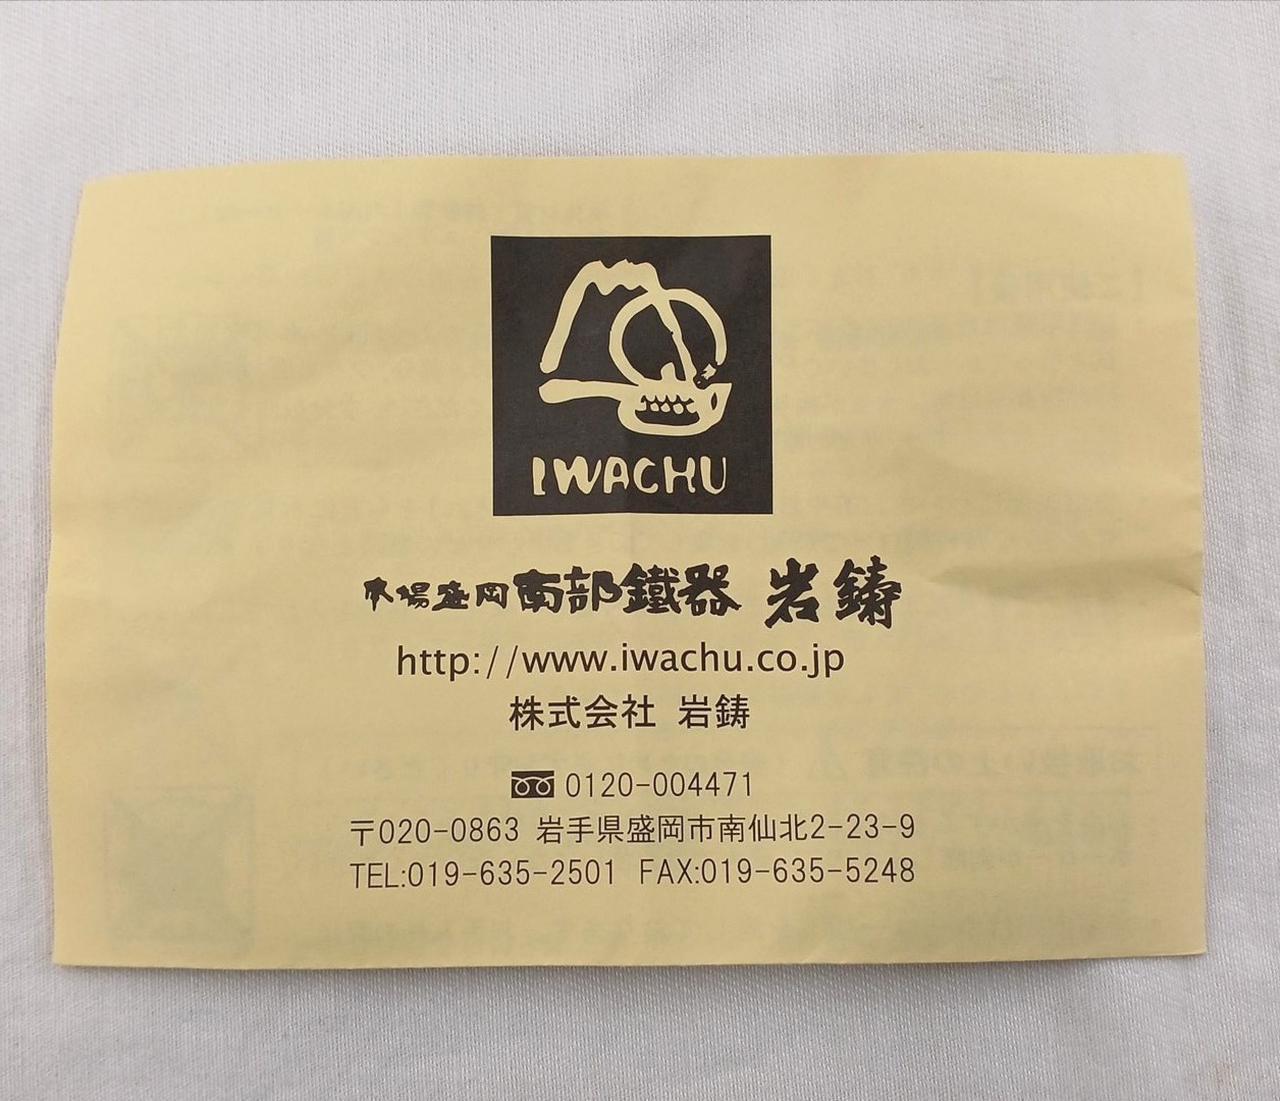 IWACHU
本場盛岡南部鐵器 岩鋳
http://www.iwachu.co.jp
株式会社 岩鋳
0120-004471
〒020-0863 岩手県盛岡市南仙北2-23-9
TEL:019-635-2501 FAX:019-635-5248